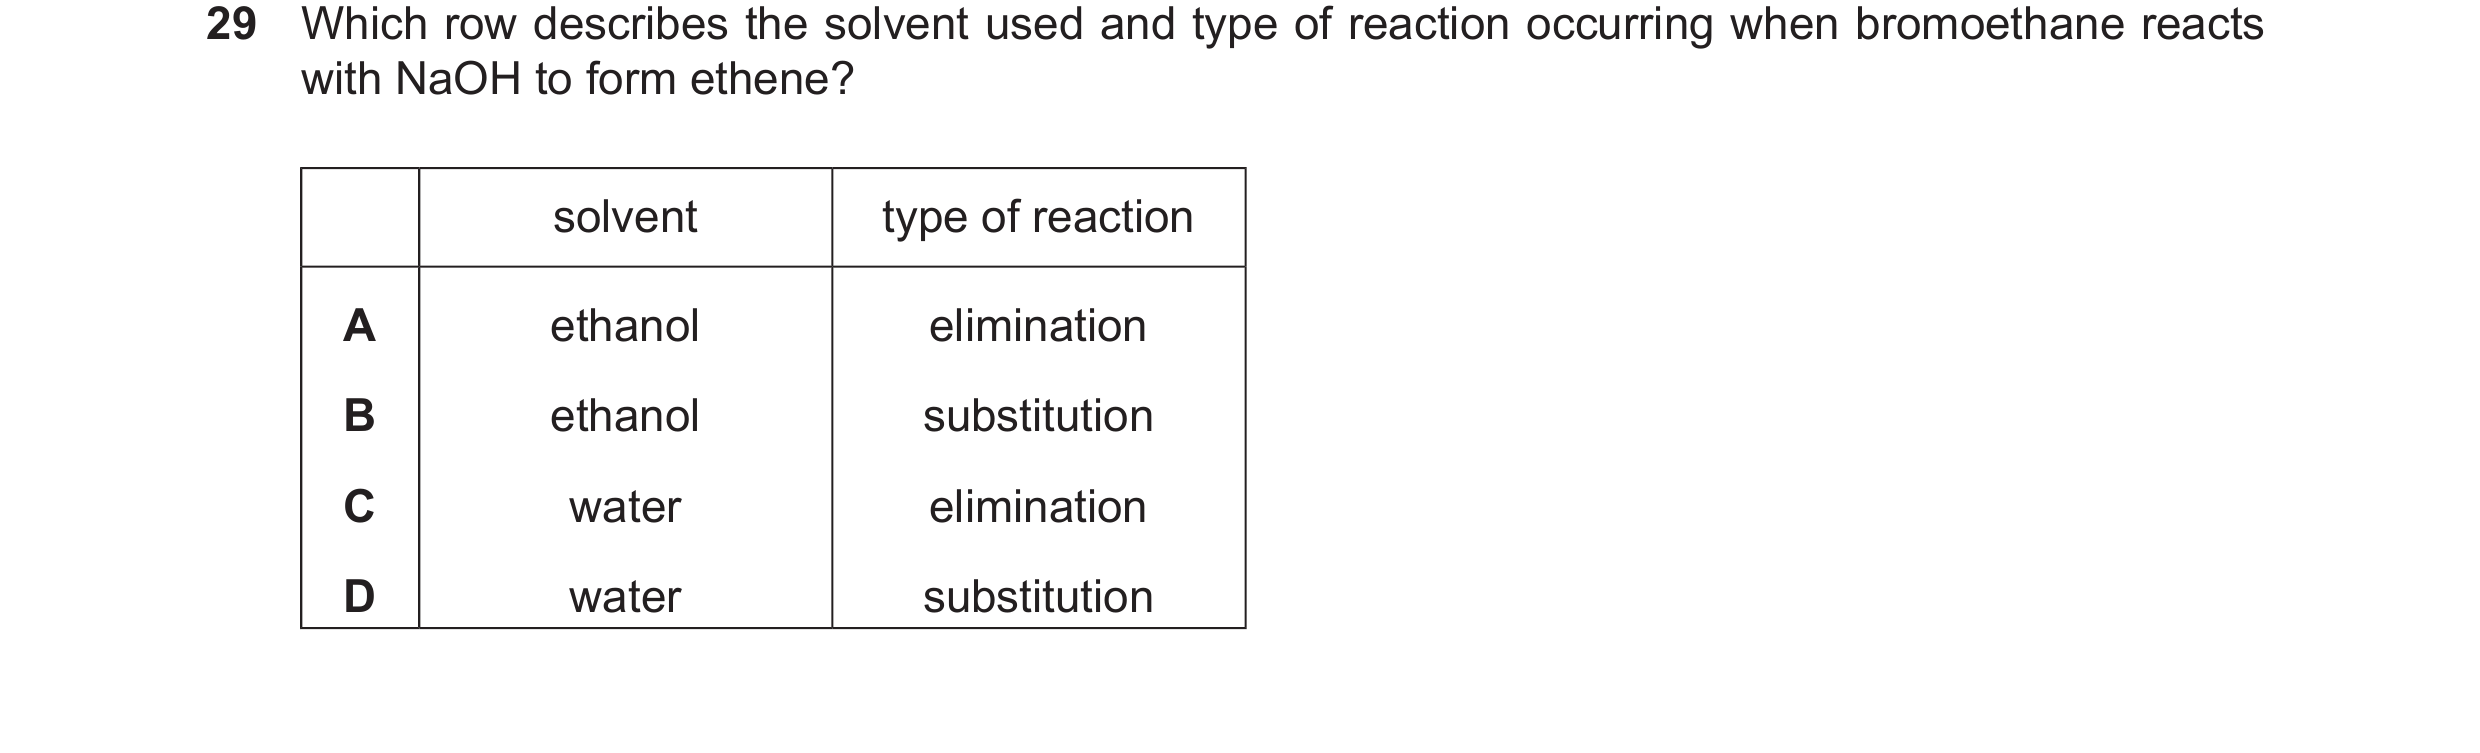 29 Which row describes the solvent used and type of reaction occurring when bromoethane reacts
with NaOH to form ethene?
solvent type of reaction
A ethanol elimination
B ethanol substitution
C water elimination
D water substitution